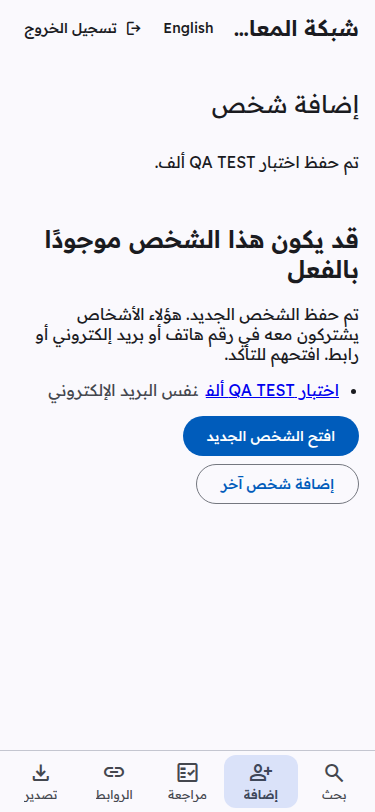 شبكة المعا...
English
تسجيل الخروج
إضافة شخص
تم حفظ اختبار QA TEST ألف.
قد يكون هذا الشخص موجودًا
بالفعل
تم حفظ الشخص الجديد. هؤلاء الأشخاص
يشتركون معه في رقم هاتف أو بريد إلكتروني أو
رابط. افتحهم للتأكد.
اختبار QA TEST ألف نفس البريد الإلكتروني
افتح الشخص الجديد
إضافة شخص آخر
بحث
إضافة
مراجعة
الروابط
تصدير